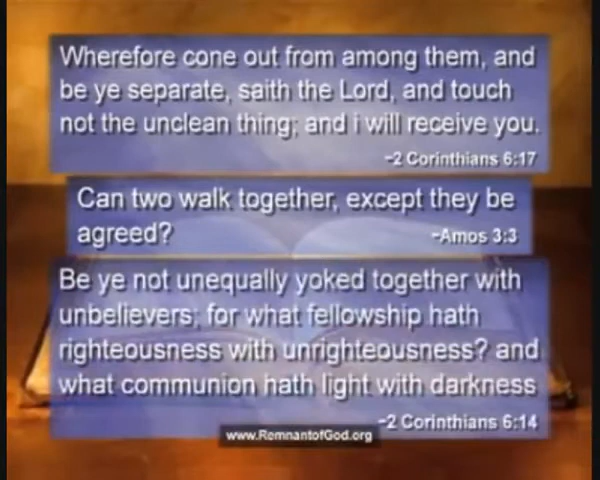 Wherefore cone out from among them, and
be ye separate, saith the Lord, and touch
not the unclean thing; and i will receive you.
~2 Corinthians 6:17
Can two walk together, except they be
agreed?
~Amos 3:3
Be ye not unequally yoked together with
unbelievers; for what fellowship hath
righteousness with unrighteousness? and
what communion hath light with darkness
~2 Corinthians 6:14
www.RemnantofGod.org